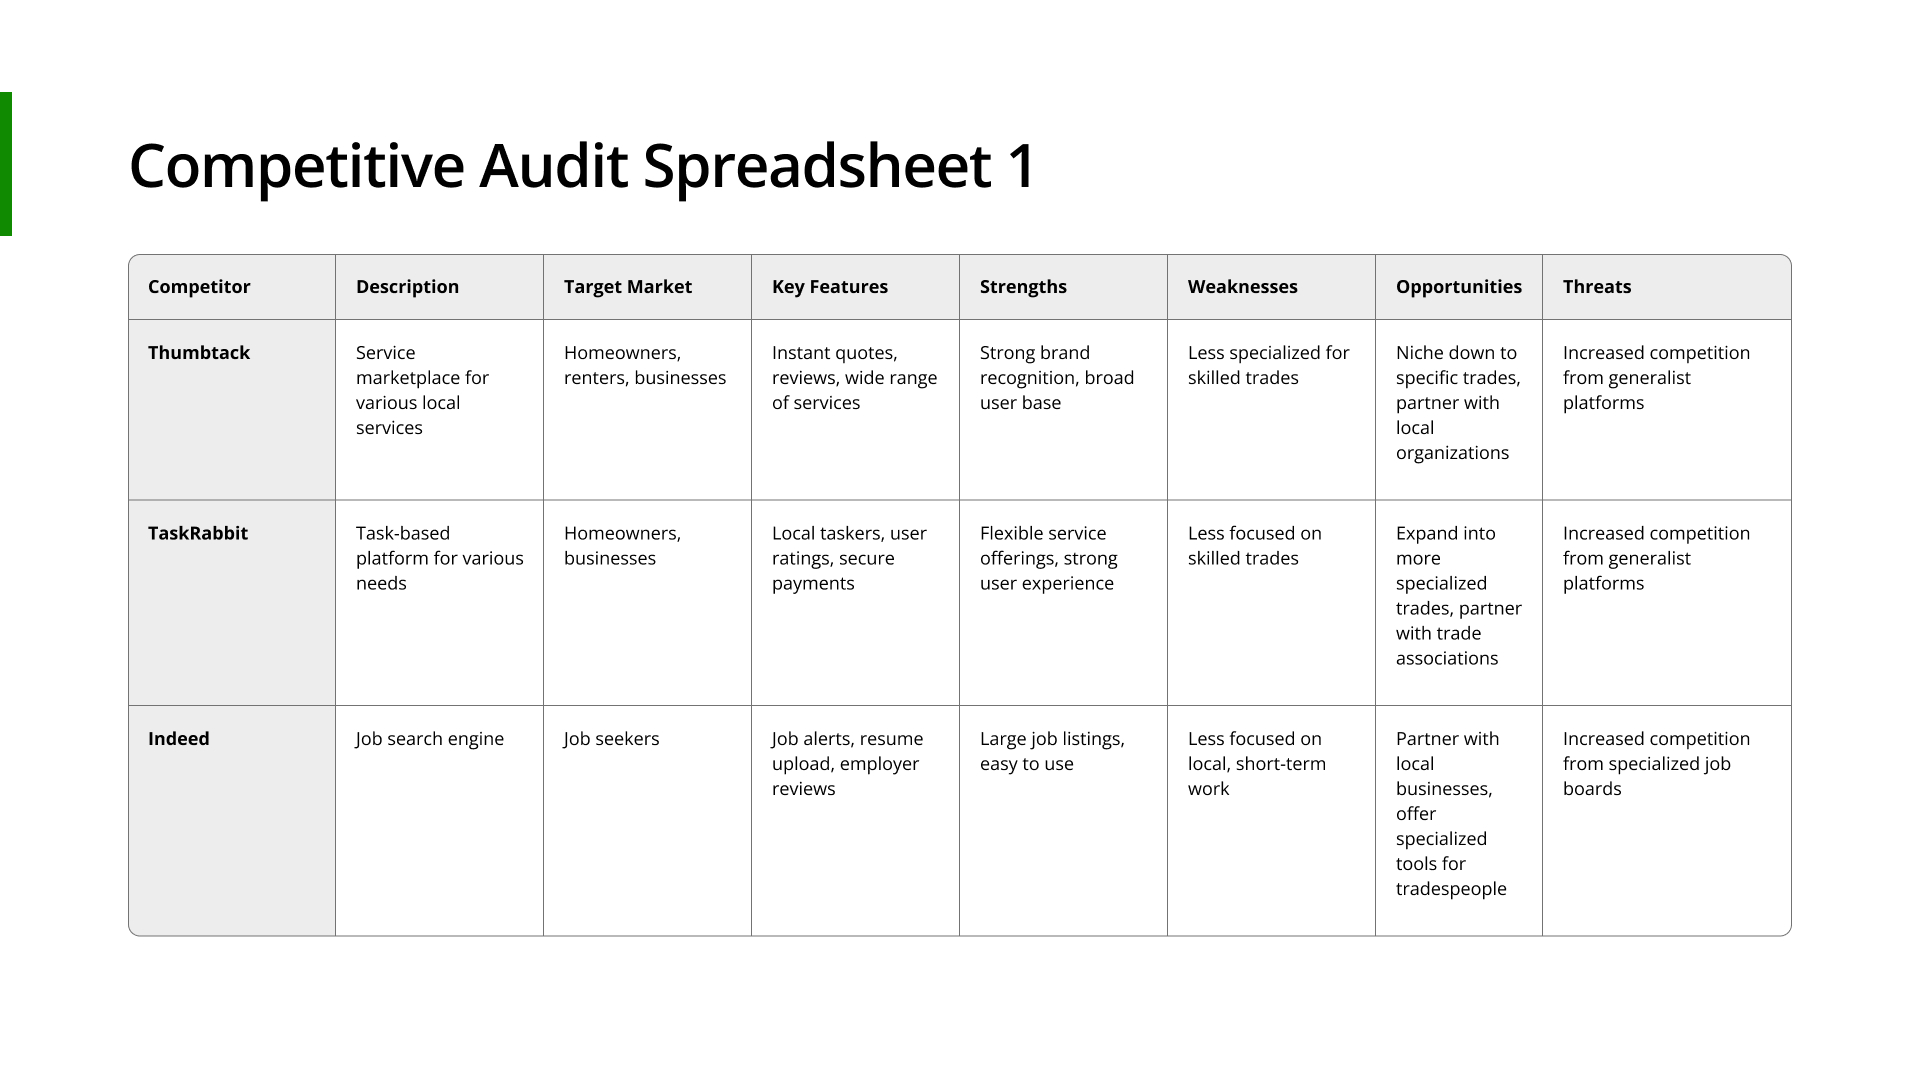 Competitive Audit Spreadsheet 1
Competitor
Description
Target Market
Key Features
Strengths
Weaknesses
Opportunities
Threats
Thumbtack
Service
marketplace for
various local
services
Homeowners,
renters, businesses
Instant quotes,
reviews, wide range
of services
Strong brand
recognition, broad
user base
Less specialized for
skilled trades
Niche down to
specific trades,
partner with
local
organizations
Increased competition
from generalist
platforms
TaskRabbit
Task-based
platform for various
needs
Homeowners,
businesses
Local taskers, user
ratings, secure
payments
Flexible service
offerings, strong
user experience
Less focused on
skilled trades
Expand into
more
specialized
trades, partner
with trade
associations
Increased competition
from generalist
platforms
Indeed
Job search engine
Job seekers
Job alerts, resume
upload, employer
reviews
Large job listings,
easy to use
Less focused on
local, short-term
work
Partner with
local
businesses,
offer
specialized
tools for
tradespeople
Increased competition
from specialized job
boards